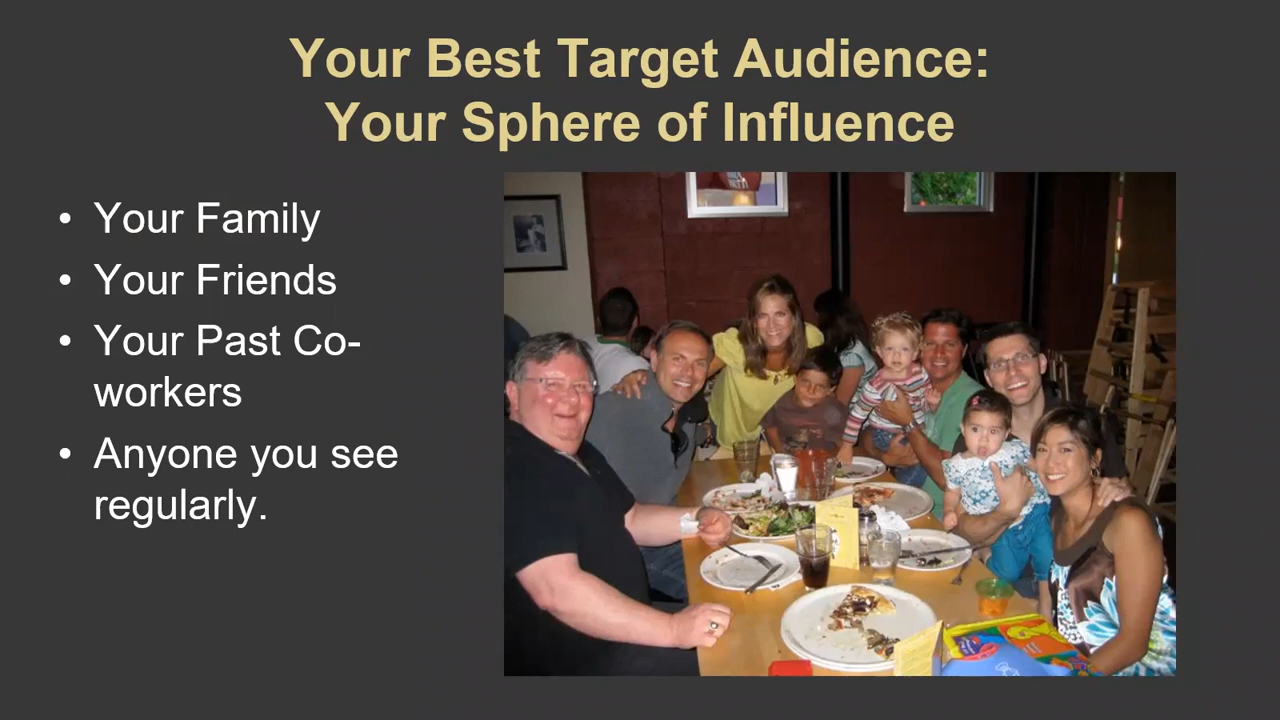 Your Best Target Audience:
Your Sphere of Influence
• Your Family
• Your Friends
• Your Past Co-
workers
• Anyone you see
regularly.